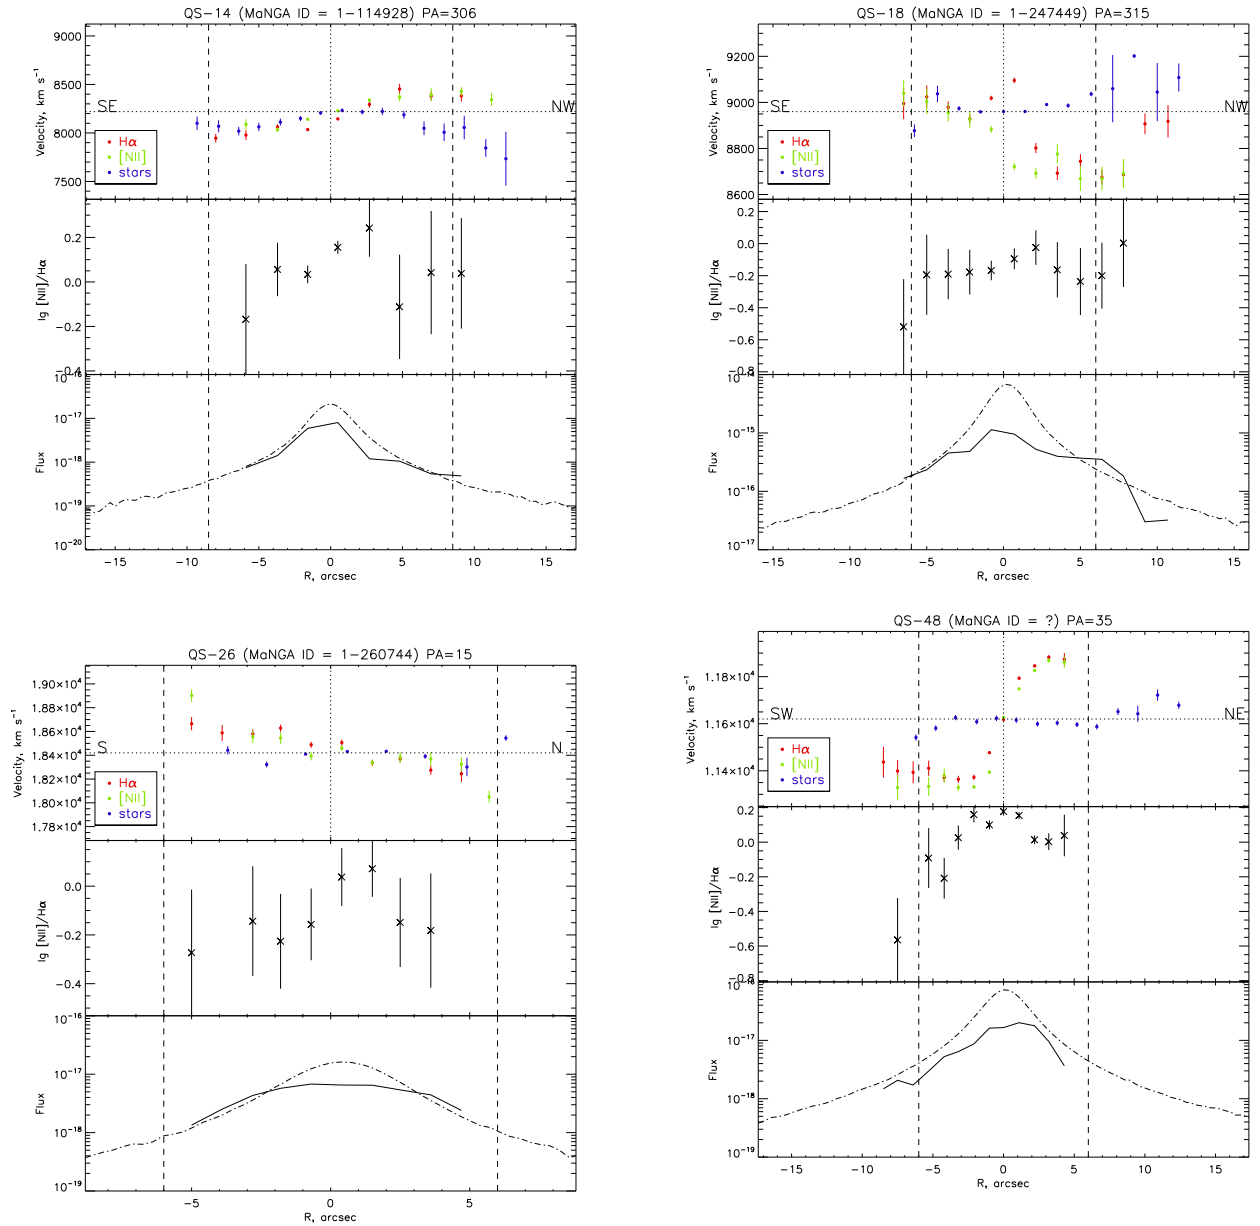 QS-14 (MaNGA ID = 1-114928) PA=306
9000
8500
8000
7500
Velocity, km s⁻¹
SE
NW
Hα
[NII]
stars
0.2
0.0
−0.2
−0.4
lg [NII]/Hα
10⁻¹⁶
10⁻¹⁷
10⁻¹⁸
10⁻¹⁹
10⁻²⁰
Flux
−15 −10 −5 0 5 10 15
R, arcsec
QS-18 (MaNGA ID = 1-247449) PA=315
9200
9000
8800
8600
Velocity, km s⁻¹
SE
NW
Hα
[NII]
stars
0.2
0.0
−0.2
−0.4
−0.6
−0.8
lg [NII]/Hα
10⁻¹⁴
10⁻¹⁵
10⁻¹⁶
10⁻¹⁷
Flux
−15 −10 −5 0 5 10 15
R, arcsec
QS-26 (MaNGA ID = 1-260744) PA=15
1.90×10⁴
1.88×10⁴
1.86×10⁴
1.84×10⁴
1.82×10⁴
1.80×10⁴
1.78×10⁴
Velocity, km s⁻¹
S
N
Hα
[NII]
stars
0.0
−0.2
−0.4
lg [NII]/Hα
10⁻¹⁶
10⁻¹⁷
10⁻¹⁸
10⁻¹⁹
Flux
−5 0 5
R, arcsec
QS-48 (MaNGA ID = ?) PA=35
1.18×10⁴
1.16×10⁴
1.14×10⁴
Velocity, km s⁻¹
SW
NE
Hα
[NII]
stars
0.2
0.0
−0.2
−0.4
−0.6
−0.8
lg [NII]/Hα
10⁻¹⁶
10⁻¹⁷
10⁻¹⁸
10⁻¹⁹
Flux
−15 −10 −5 0 5 10 15
R, arcsec